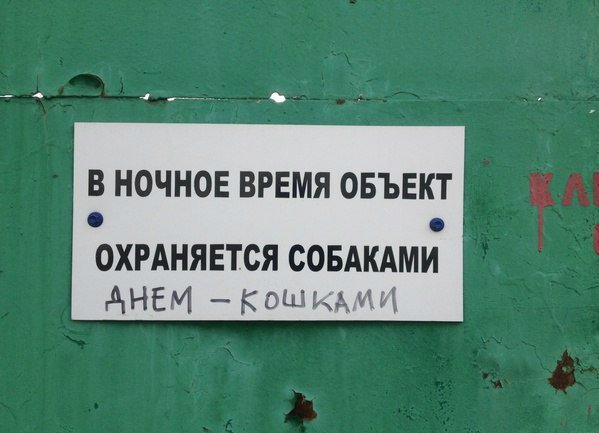 В НОЧНОЕ ВРЕМЯ ОБЪЕКТ
ОХРАНЯЕТСЯ СОБАКАМИ
ДНЕМ – КОШКАМИ